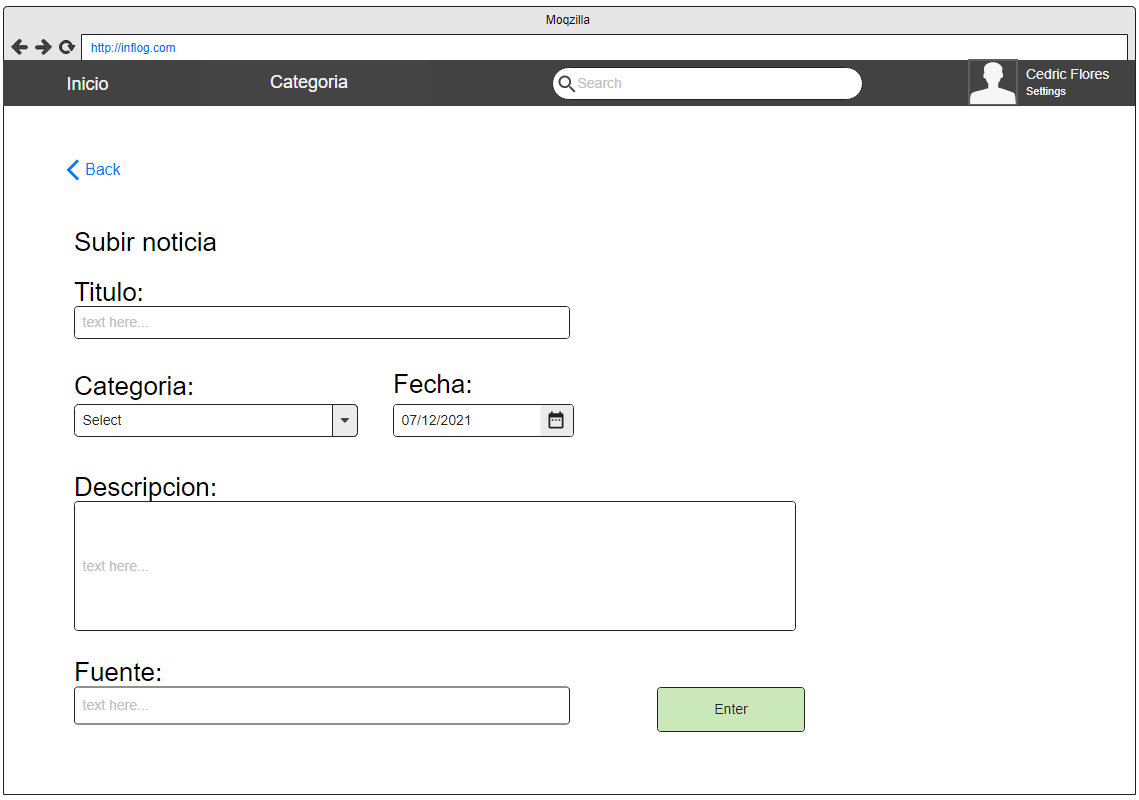 Moqzilla
http://inflog.com
Inicio
Categoria
Search
Cedric Flores
Settings
Back
Subir noticia
Titulo:
text here...
Categoria:
Fecha:
Select
07/12/2021
Descripcion:
text here...
Fuente:
text here...
Enter